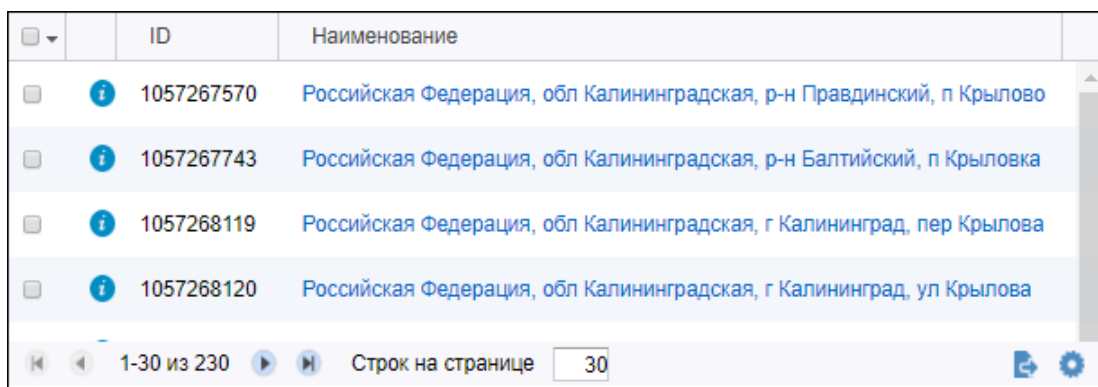 ID Наименование
1057267570 Российская Федерация, обл Калининградская, р-н Правдинский, п Крылово
1057267743 Российская Федерация, обл Калининградская, р-н Балтийский, п Крыловка
1057268119 Российская Федерация, обл Калининградская, г Калининград, пер Крылова
1057268120 Российская Федерация, обл Калининградская, г Калининград, ул Крылова
1-30 из 230 Строк на странице 30